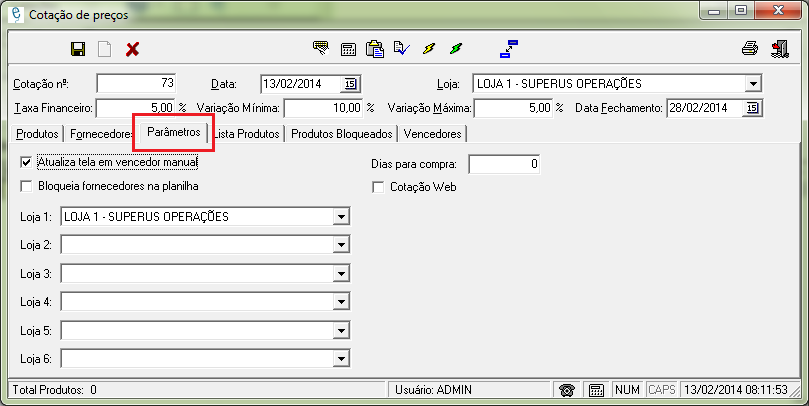 Cotação de preços
Cotação nº: 73 Data: 13/02/2014 15 Loja: LOJA 1 - SUPERUS OPERAÇÕES
Taxa Financeiro: 5,00 % Variação Mínima: 10,00 % Variação Máxima: 5,00 % Data Fechamento: 28/02/2014 15
Produtos Fornecedores Parâmetros Lista Produtos Produtos Bloqueados Vencedores
Atualiza tela em vencedor manual Dias para compra: 0
Bloqueia fornecedores na planilha Cotação Web
Loja 1: LOJA 1 - SUPERUS OPERAÇÕES
Loja 2:
Loja 3:
Loja 4:
Loja 5:
Loja 6:
Total Produtos: 0 Usuário: ADMIN NUM CAPS 13/02/2014 08:11:53